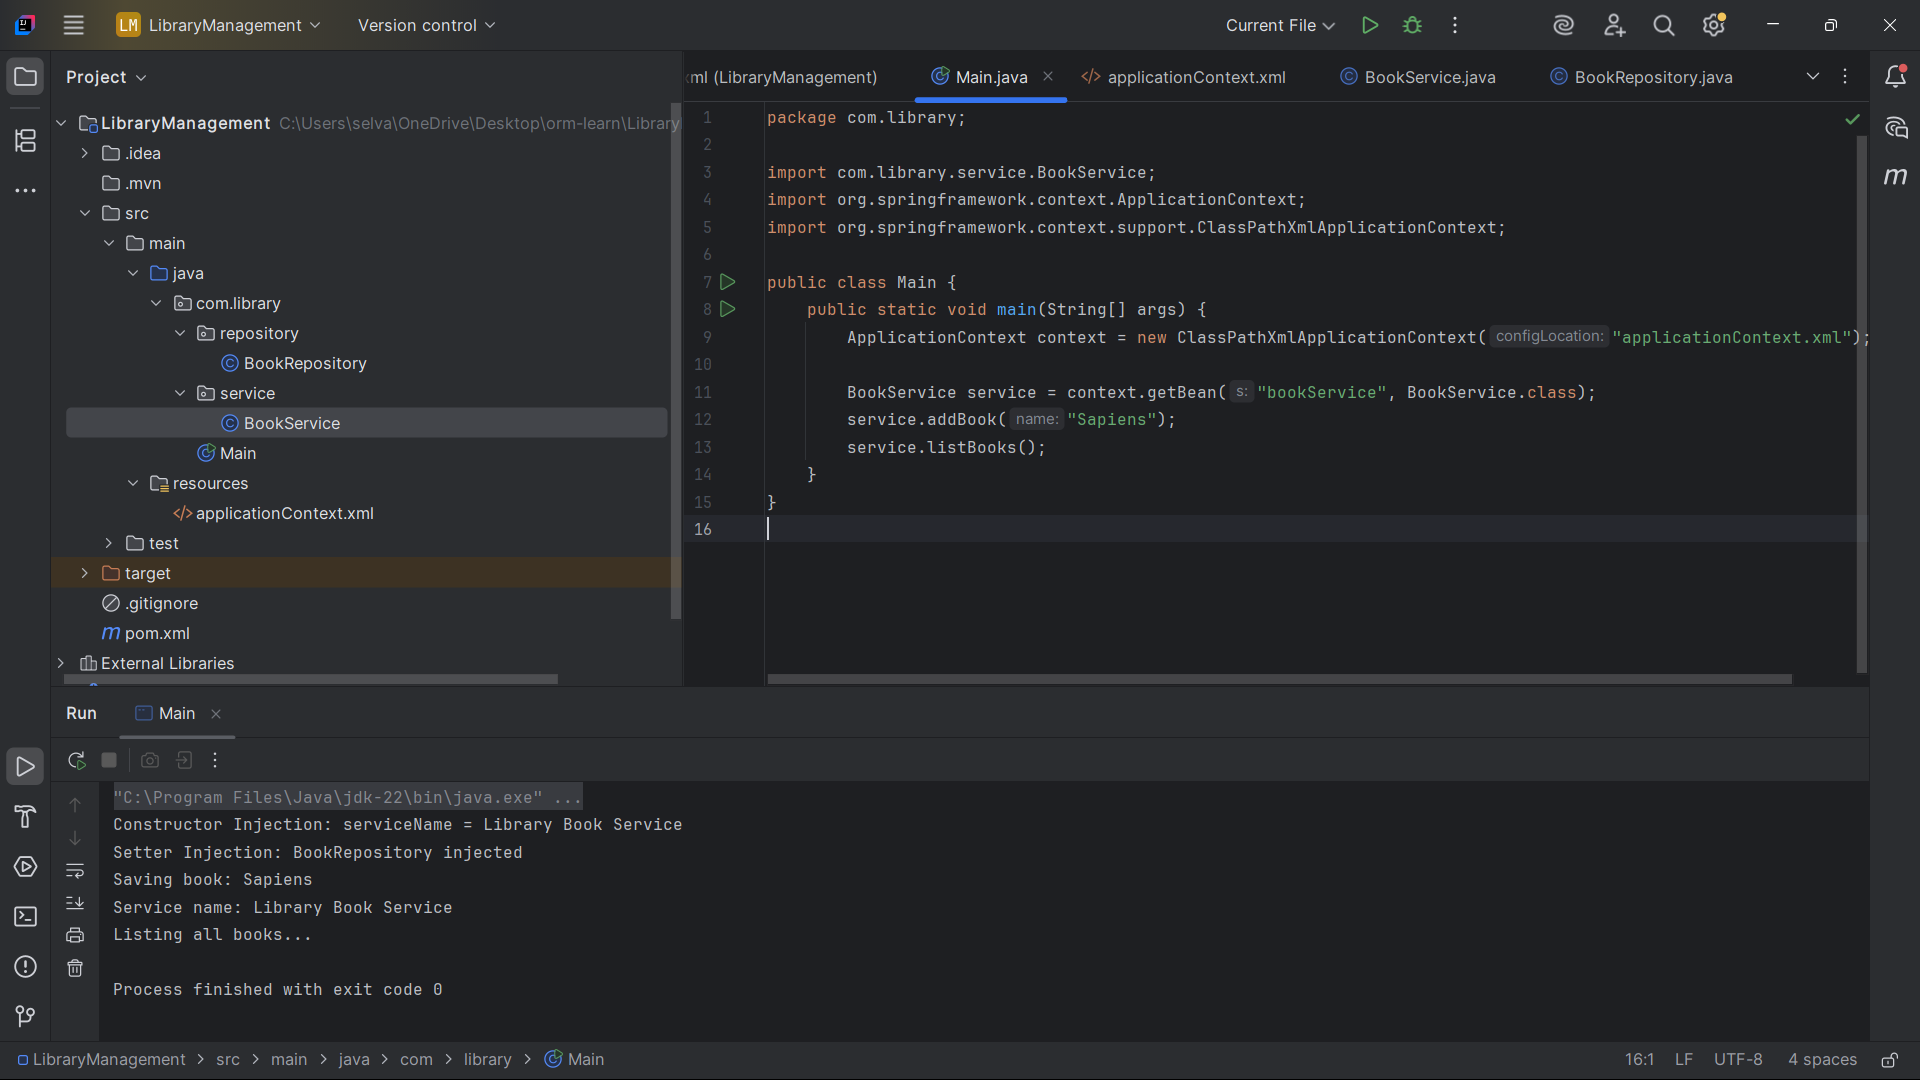 LM LibraryManagement Version control Current File
Project
LibraryManagement C:\Users\selva\OneDrive\Desktop\orm-learn\Library
.idea
.mvn
src
main
java
com.library
repository
BookRepository
service
BookService
Main
resources
applicationContext.xml
test
target
.gitignore
pom.xml
External Libraries
ml (LibraryManagement) Main.java applicationContext.xml BookService.java BookRepository.java
1 package com.library;
2
3 import com.library.service.BookService;
4 import org.springframework.context.ApplicationContext;
5 import org.springframework.context.support.ClassPathXmlApplicationContext;
6
7 public class Main {
8 public static void main(String[] args) {
9 ApplicationContext context = new ClassPathXmlApplicationContext( configLocation: "applicationContext.xml");
10
11 BookService service = context.getBean( s: "bookService", BookService.class);
12 service.addBook( name: "Sapiens");
13 service.listBooks();
14 }
15 }
16
Run Main
"C:\Program Files\Java\jdk-22\bin\java.exe" ...
Constructor Injection: serviceName = Library Book Service
Setter Injection: BookRepository injected
Saving book: Sapiens
Service name: Library Book Service
Listing all books...
Process finished with exit code 0
LibraryManagement > src > main > java > com > library > Main 16:1 LF UTF-8 4 spaces